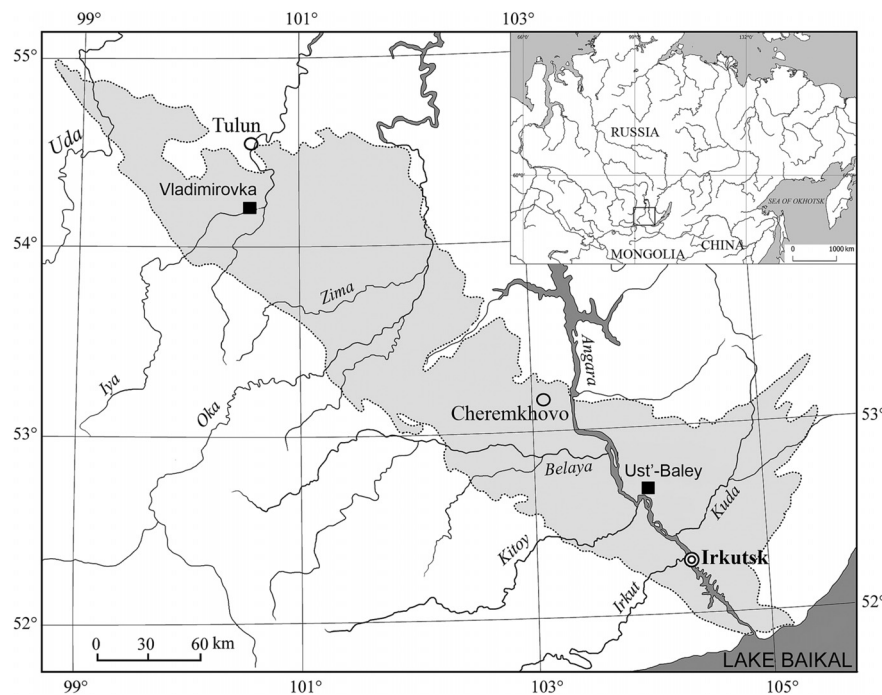 99°
101°
103°
55°
Uda
Tulun
Vladimirovka
54°
Zima
Iya
Oka
Angara
Cheremkhovo
53°
53°
Belaya
Ust'-Baley
Kuda
Kitoy
Irkutsk
Irkut
52°
52°
0 30 60 km
LAKE BAIKAL
99°
101°
103°
105°
RUSSIA
SEA OF OKHOTSK
MONGOLIA
CHINA
0 1000 km